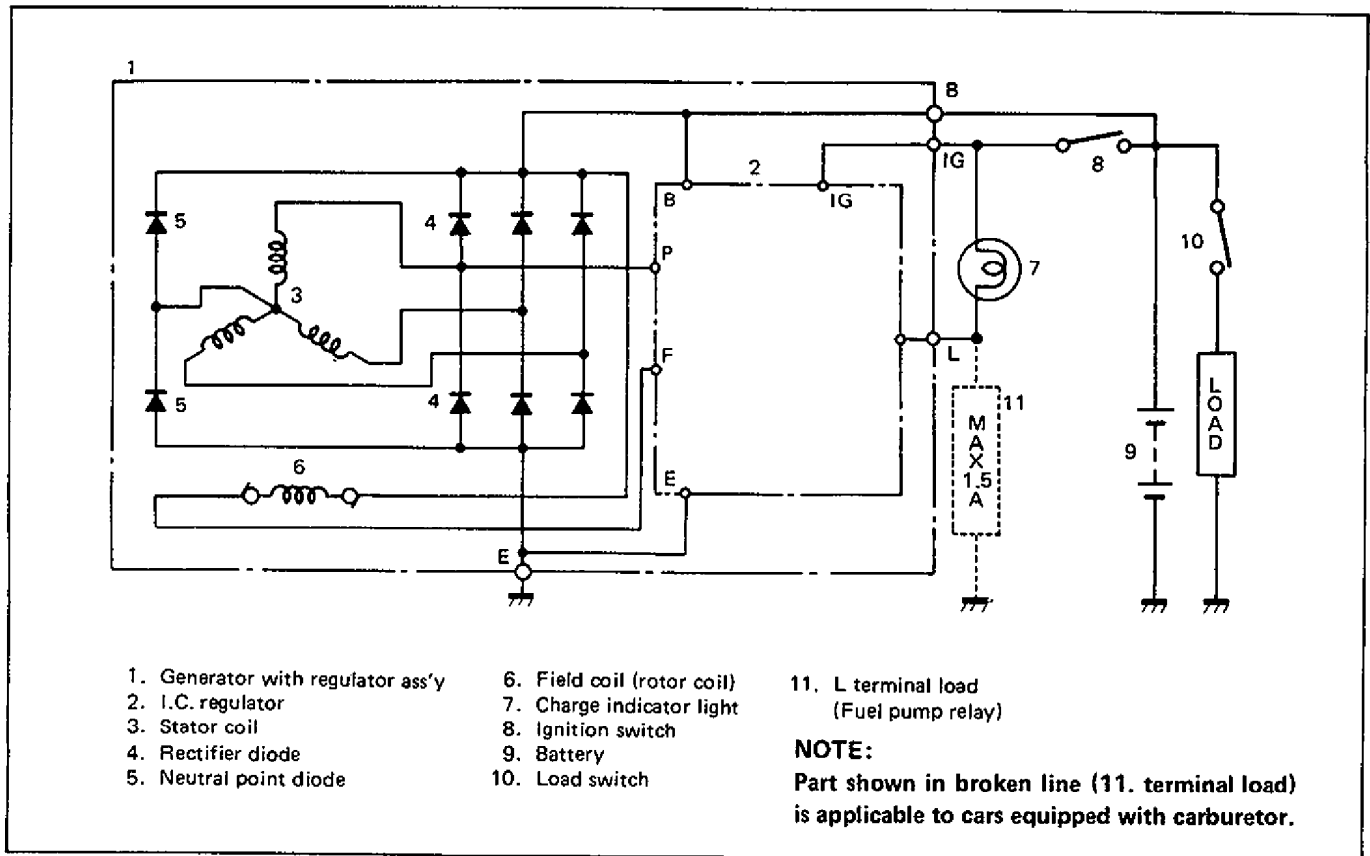 1
B
IG
8
2
B
IG
5
4
10
P
7
3
F
L
5
4
11
MAX 1.5 A
LOAD
9
6
E
E
1. Generator with regulator ass'y
2. I.C. regulator
3. Stator coil
4. Rectifier diode
5. Neutral point diode
6. Field coil (rotor coil)
7. Charge indicator light
8. Ignition switch
9. Battery
10. Load switch
11. L terminal load
(Fuel pump relay)
NOTE:
Part shown in broken line (11. terminal load)
is applicable to cars equipped with carburetor.